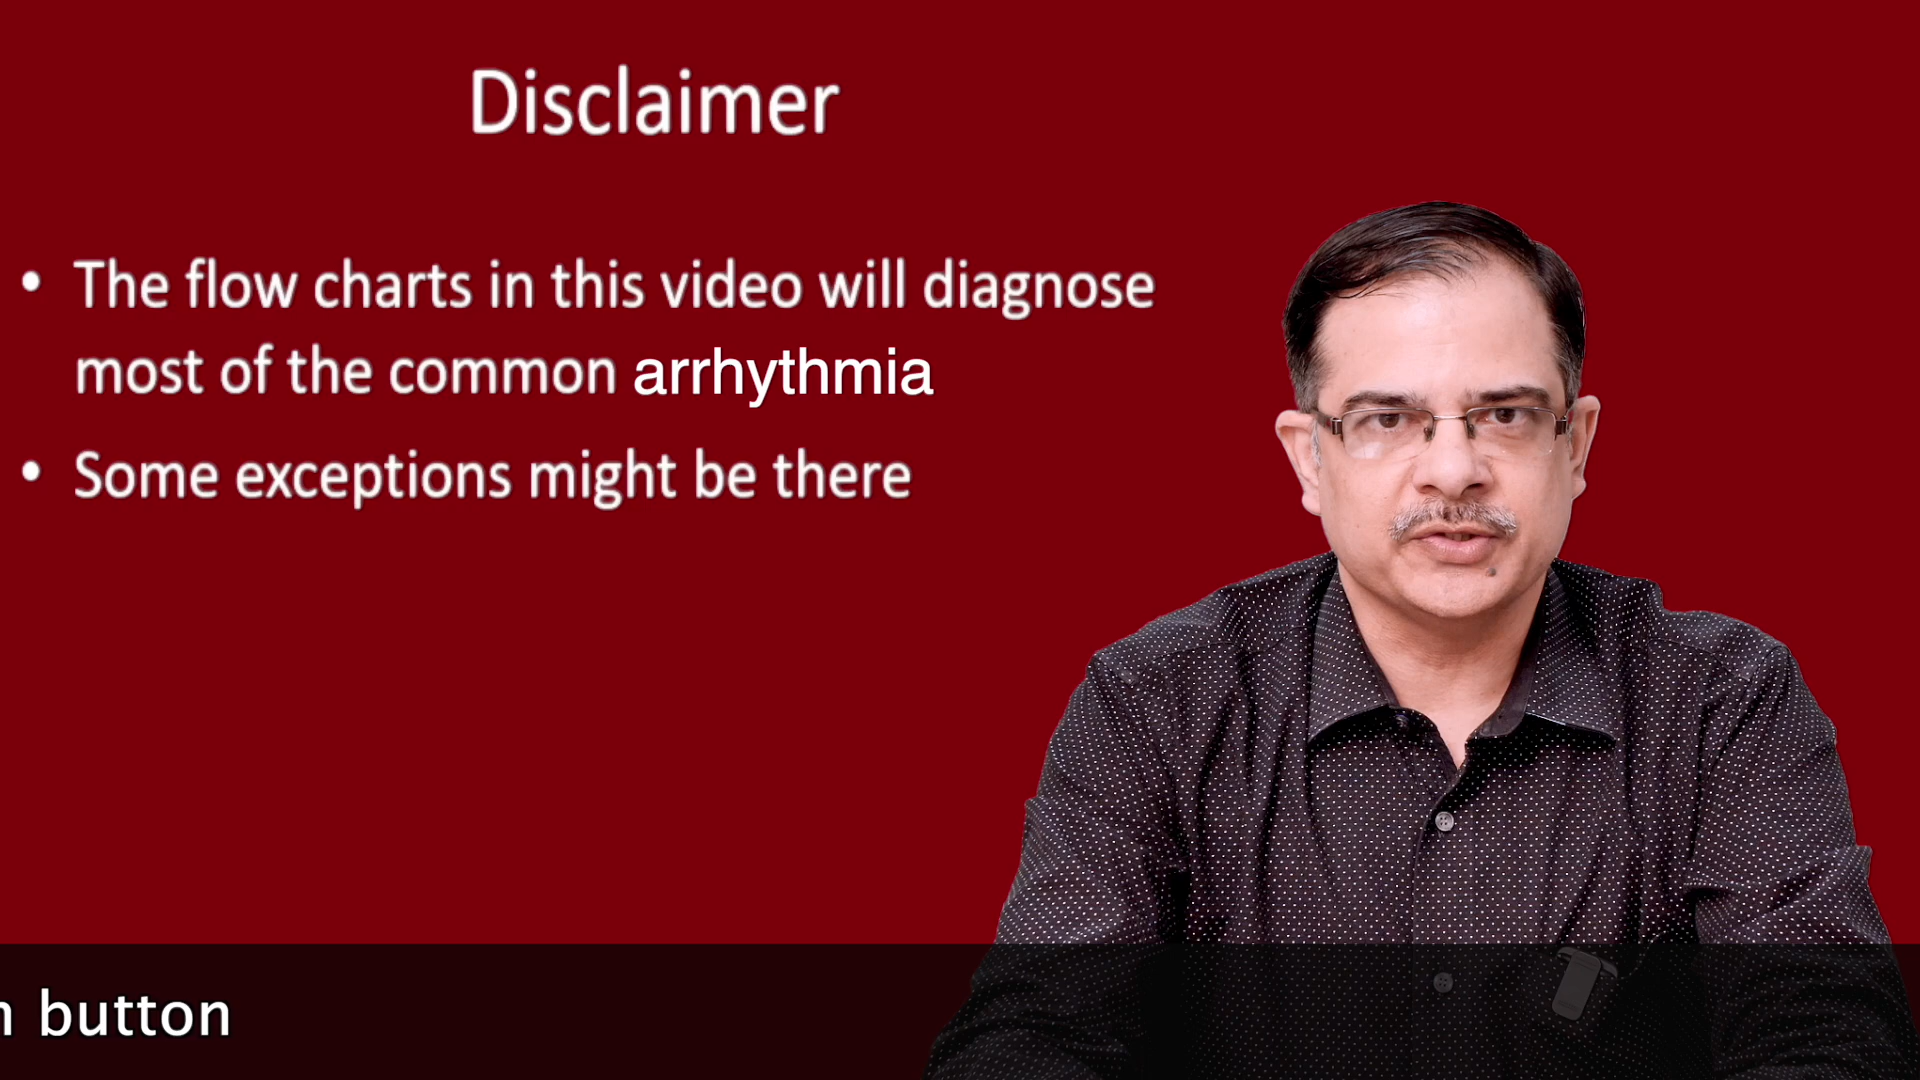 Disclaimer
• The flow charts in this video will diagnose
most of the common arrhythmia
• Some exceptions might be there
button